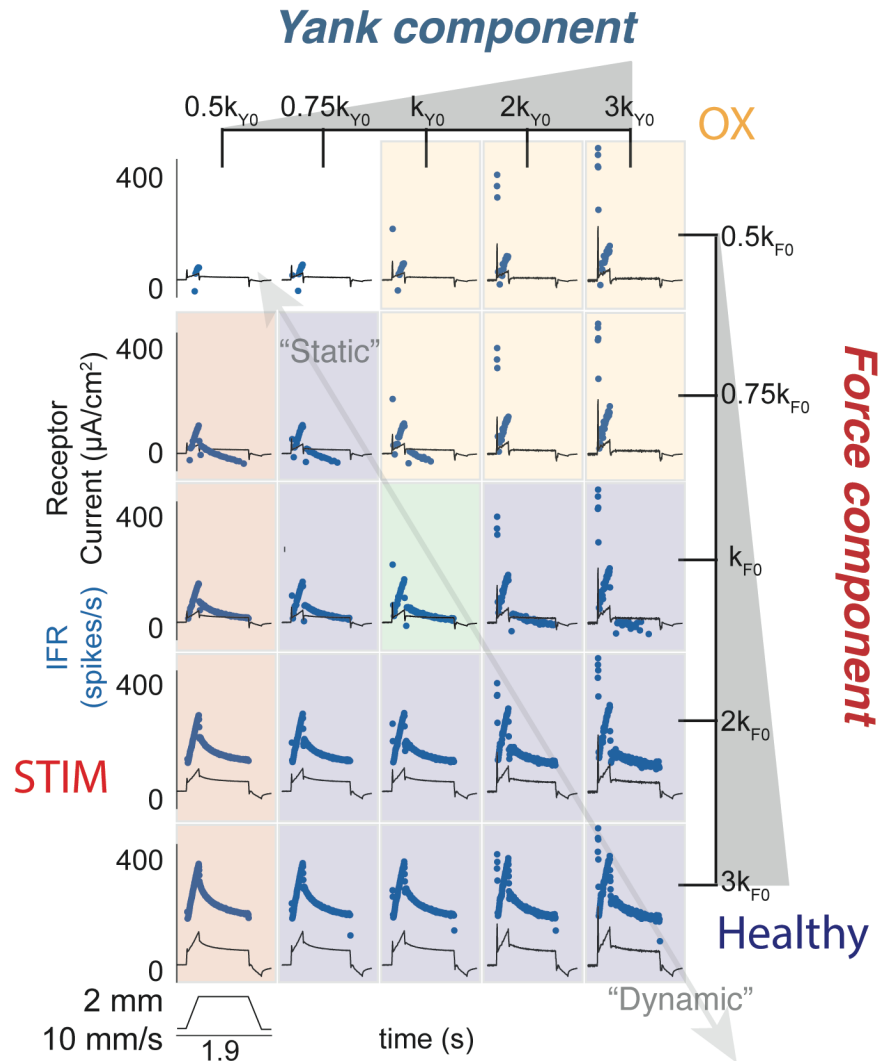 Yank component
0.5kY0 0.75kY0 kY0 2kY0 3kY0
OX
400
0
0.5kF0
400
0
"Static"
0.75kF0
Receptor
Current (µA/cm²)
Force component
400
0
kF0
IFR
(spikes/s)
400
0
2kF0
STIM
400
0
3kF0
Healthy
"Dynamic"
2 mm
10 mm/s
1.9
time (s)